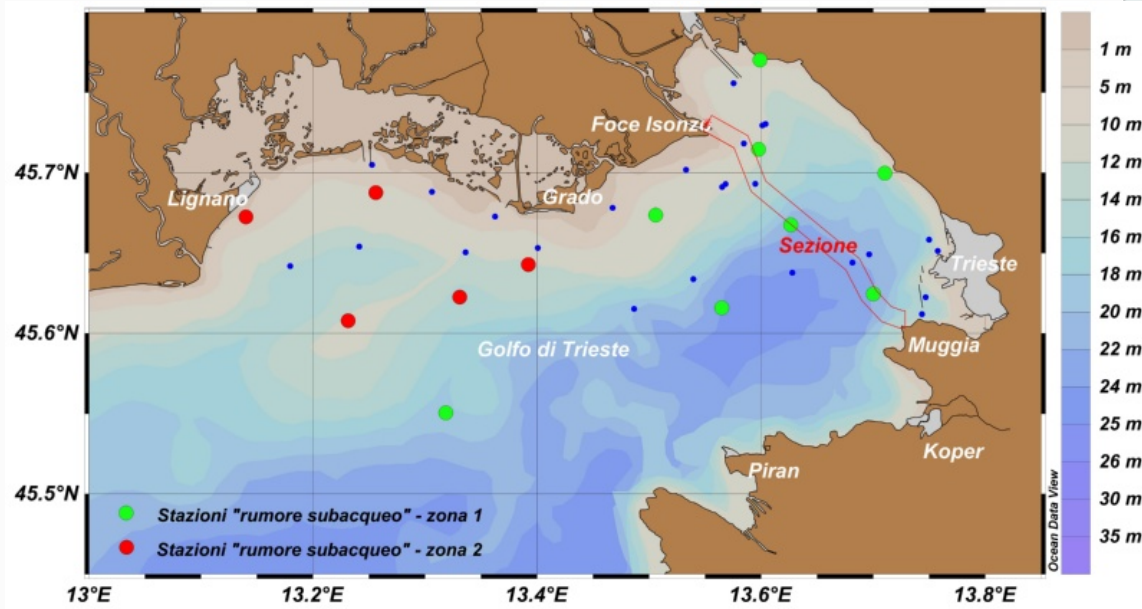 1 m
5 m
10 m
12 m
14 m
16 m
18 m
20 m
22 m
24 m
25 m
26 m
30 m
35 m
Foce Isonzo
45.7°N
Lignano
Grado
Sezione
Trieste
45.6°N
Golfo di Trieste
Muggia
Koper
Piran
45.5°N
Stazioni "rumore subacqueo" - zona 1
Stazioni "rumore subacqueo" - zona 2
Ocean Data View
13°E
13.2°E
13.4°E
13.6°E
13.8°E